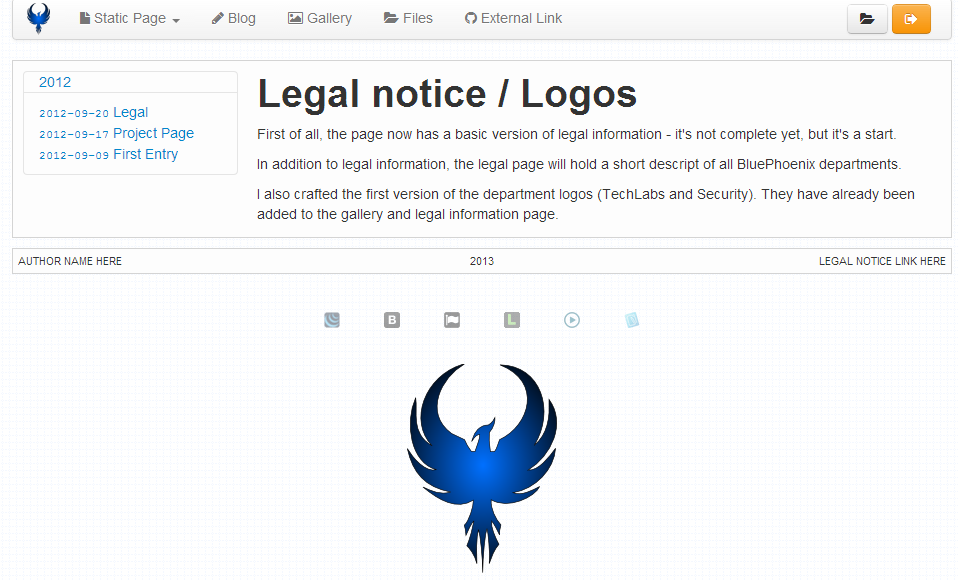 Static Page Blog Gallery Files External Link
2012
2012-09-20 Legal
2012-09-17 Project Page
2012-09-09 First Entry
Legal notice / Logos
First of all, the page now has a basic version of legal information - it's not complete yet, but it's a start.
In addition to legal information, the legal page will hold a short descript of all BluePhoenix departments.
I also crafted the first version of the department logos (TechLabs and Security). They have already been
added to the gallery and legal information page.
AUTHOR NAME HERE 2013 LEGAL NOTICE LINK HERE
B L